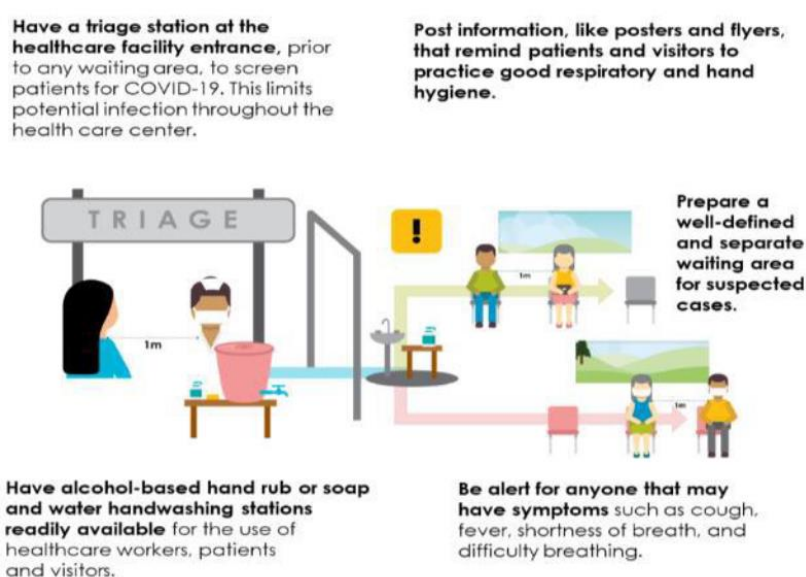 Have a triage station at the
healthcare facility entrance, prior
to any waiting area, to screen
patients for COVID-19. This limits
potential infection throughout the
health care center.
Post information, like posters and flyers,
that remind patients and visitors to
practice good respiratory and hand
hygiene.
TRIAGE
!
1m
1m
Prepare a
well-defined
and separate
waiting area
for suspected
cases.
1m
Have alcohol-based hand rub or soap
and water handwashing stations
readily available for the use of
healthcare workers, patients
and visitors.
Be alert for anyone that may
have symptoms such as cough,
fever, shortness of breath, and
difficulty breathing.